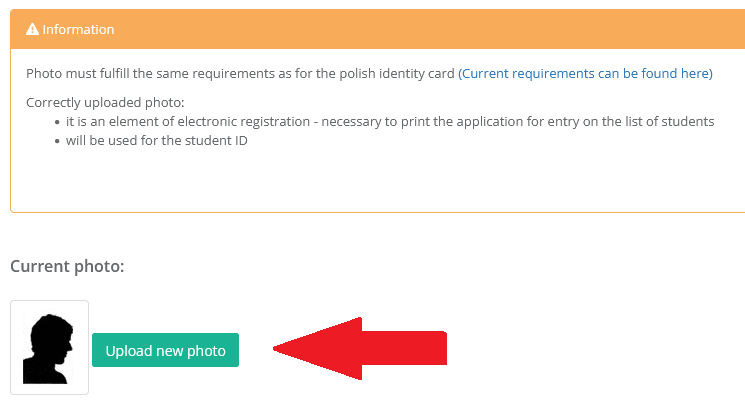 Information
Photo must fulfill the same requirements as for the polish identity card (Current requirements can be found here)
Correctly uploaded photo:
• it is an element of electronic registration - necessary to print the application for entry on the list of students
• will be used for the student ID
Current photo:
Upload new photo